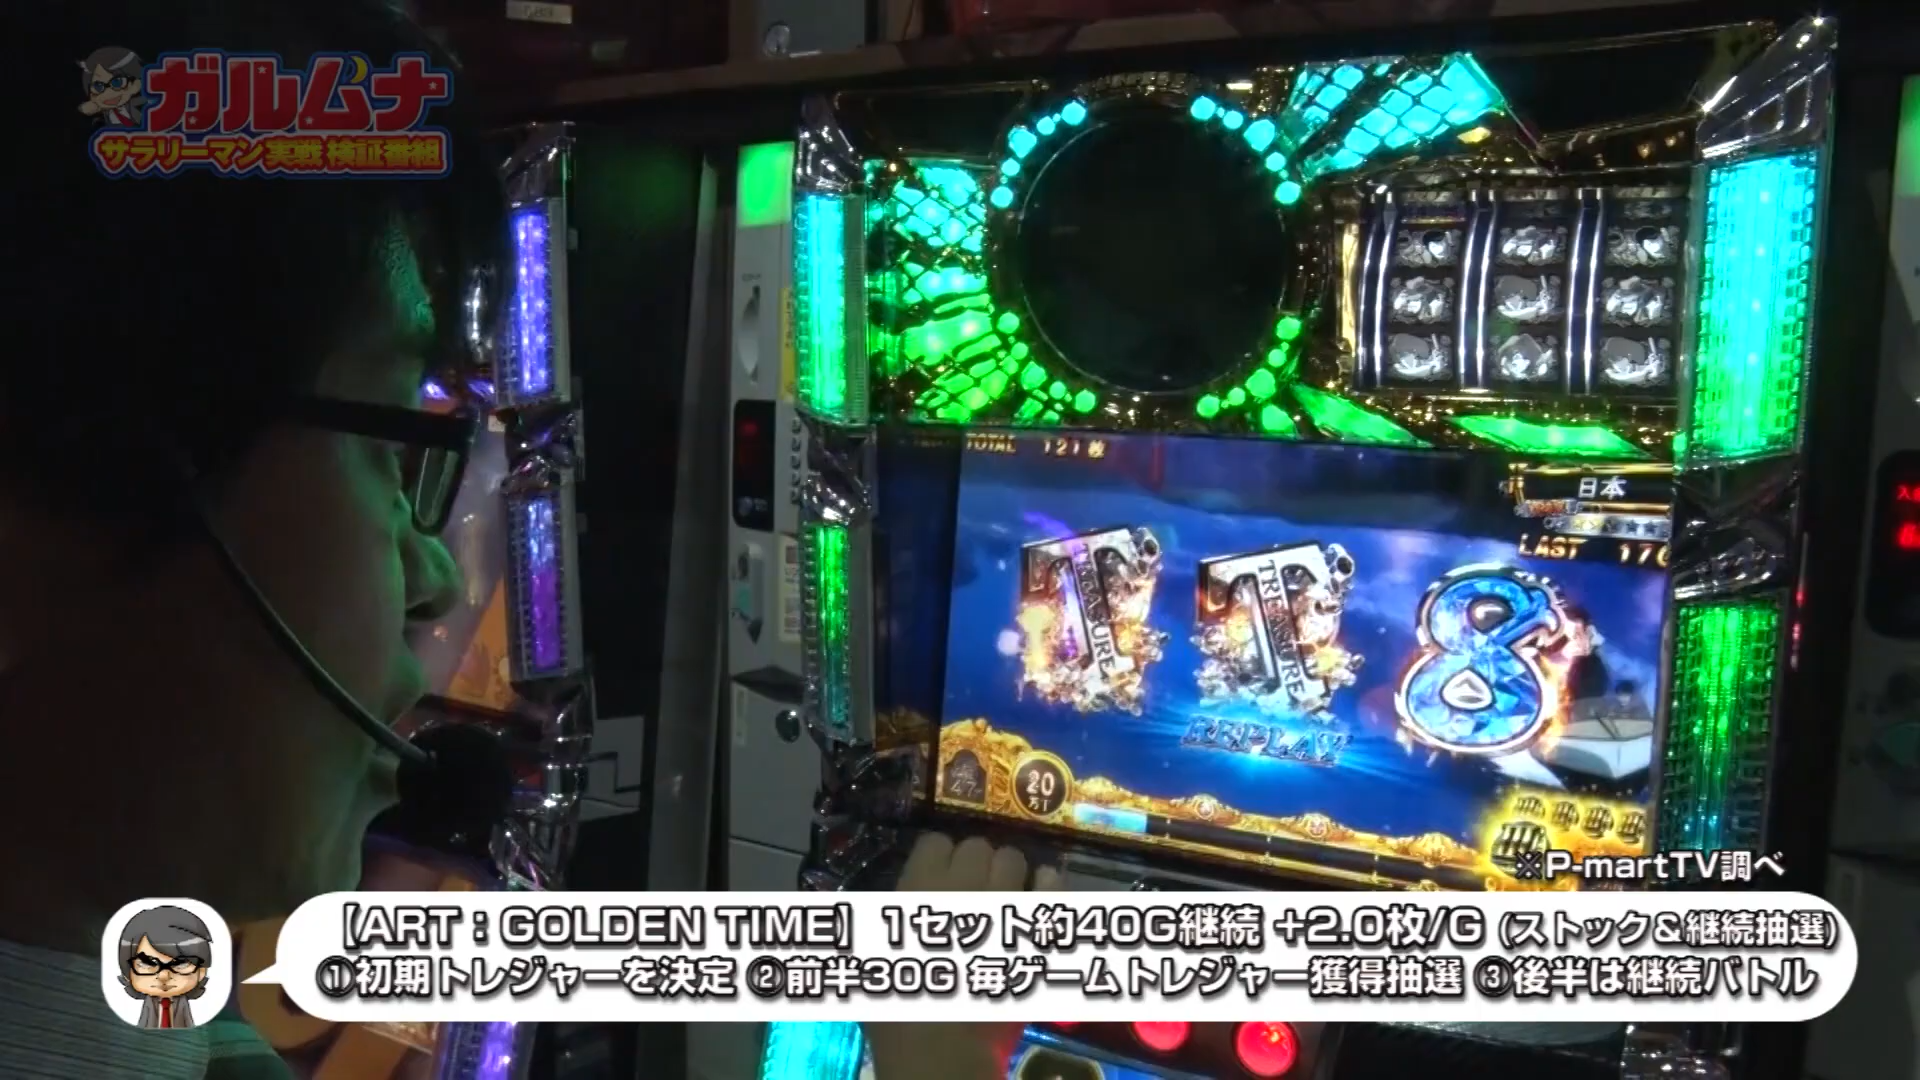 ガルムナ
サラリーマン実戦検証番組
TOTAL 121枚
日本
LAST 170
TREASURE
TREASURE
8
REPLAY
47
20
万T
※P-martTV調べ
【ART：GOLDEN TIME】1セット約40G継続 +2.0枚/G (ストック&継続抽選)
①初期トレジャーを決定 ②前半30G 毎ゲームトレジャー獲得抽選 ③後半は継続バトル